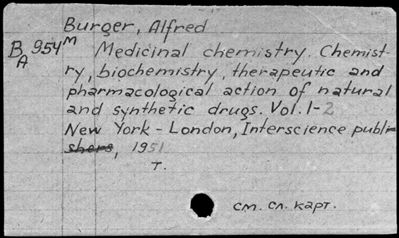 Burger, Alfred
B 954 M Medicinal chemistry. Chemist-
A
ry, biochemistry, therapeutic and
pharmacological action of natural
and synthetic drugs. Vol. 1-2
New York - London, Interscience publi-
shers, 1951
т.
см. сл. карт.